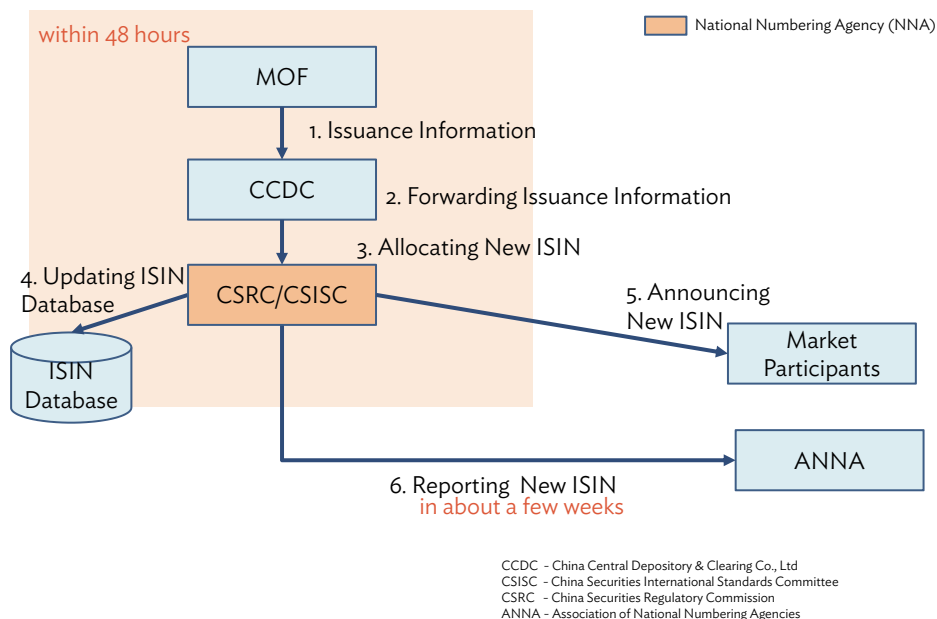 within 48 hours
National Numbering Agency (NNA)
MOF
1. Issuance Information
CCDC
2. Forwarding Issuance Information
3. Allocating New ISIN
4. Updating ISIN
Database
CSRC/CSISC
5. Announcing
New ISIN
Market
Participants
ISIN
Database
ANNA
6. Reporting New ISIN
in about a few weeks
CCDC - China Central Depository & Clearing Co., Ltd
CSISC - China Securities International Standards Committee
CSRC - China Securities Regulatory Commission
ANNA - Association of National Numbering Agencies